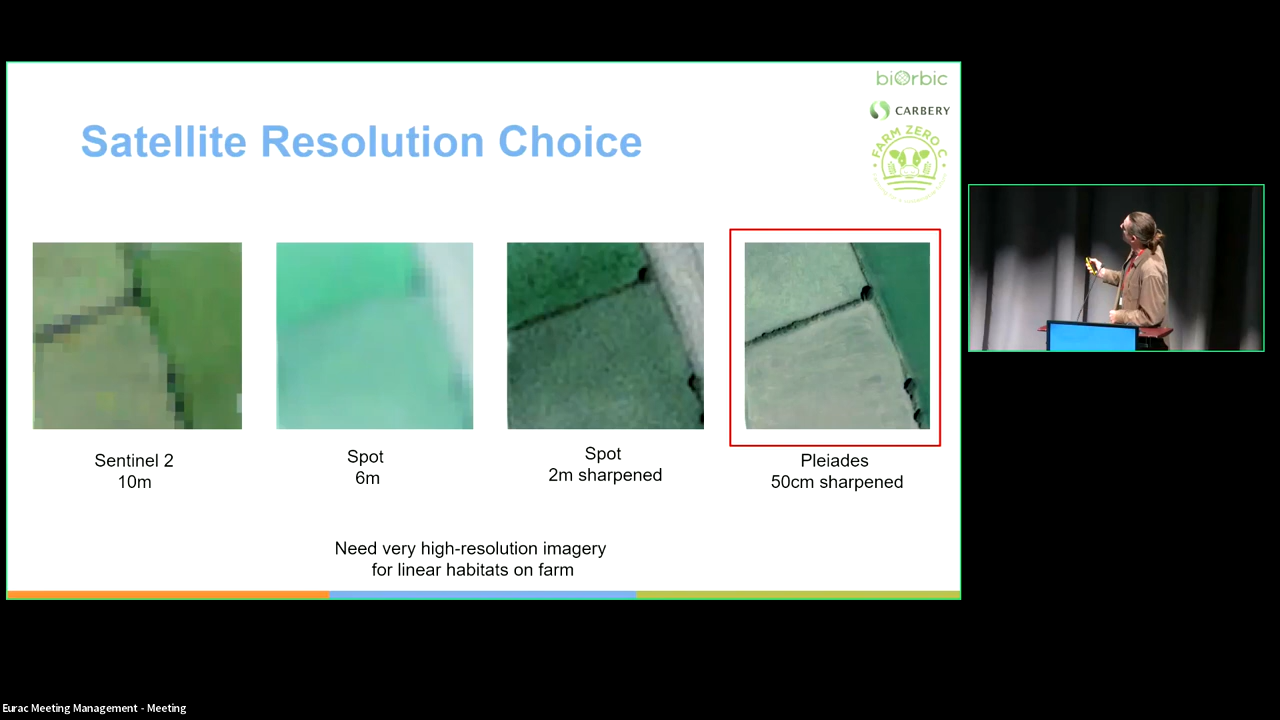 biOrbic
CARBERY
FARM ZERO C
Satellite Resolution Choice
Sentinel 2
10m
Spot
6m
Spot
2m sharpened
Pleiades
50cm sharpened
Need very high-resolution imagery
for linear habitats on farm
Eurac Meeting Management - Meeting